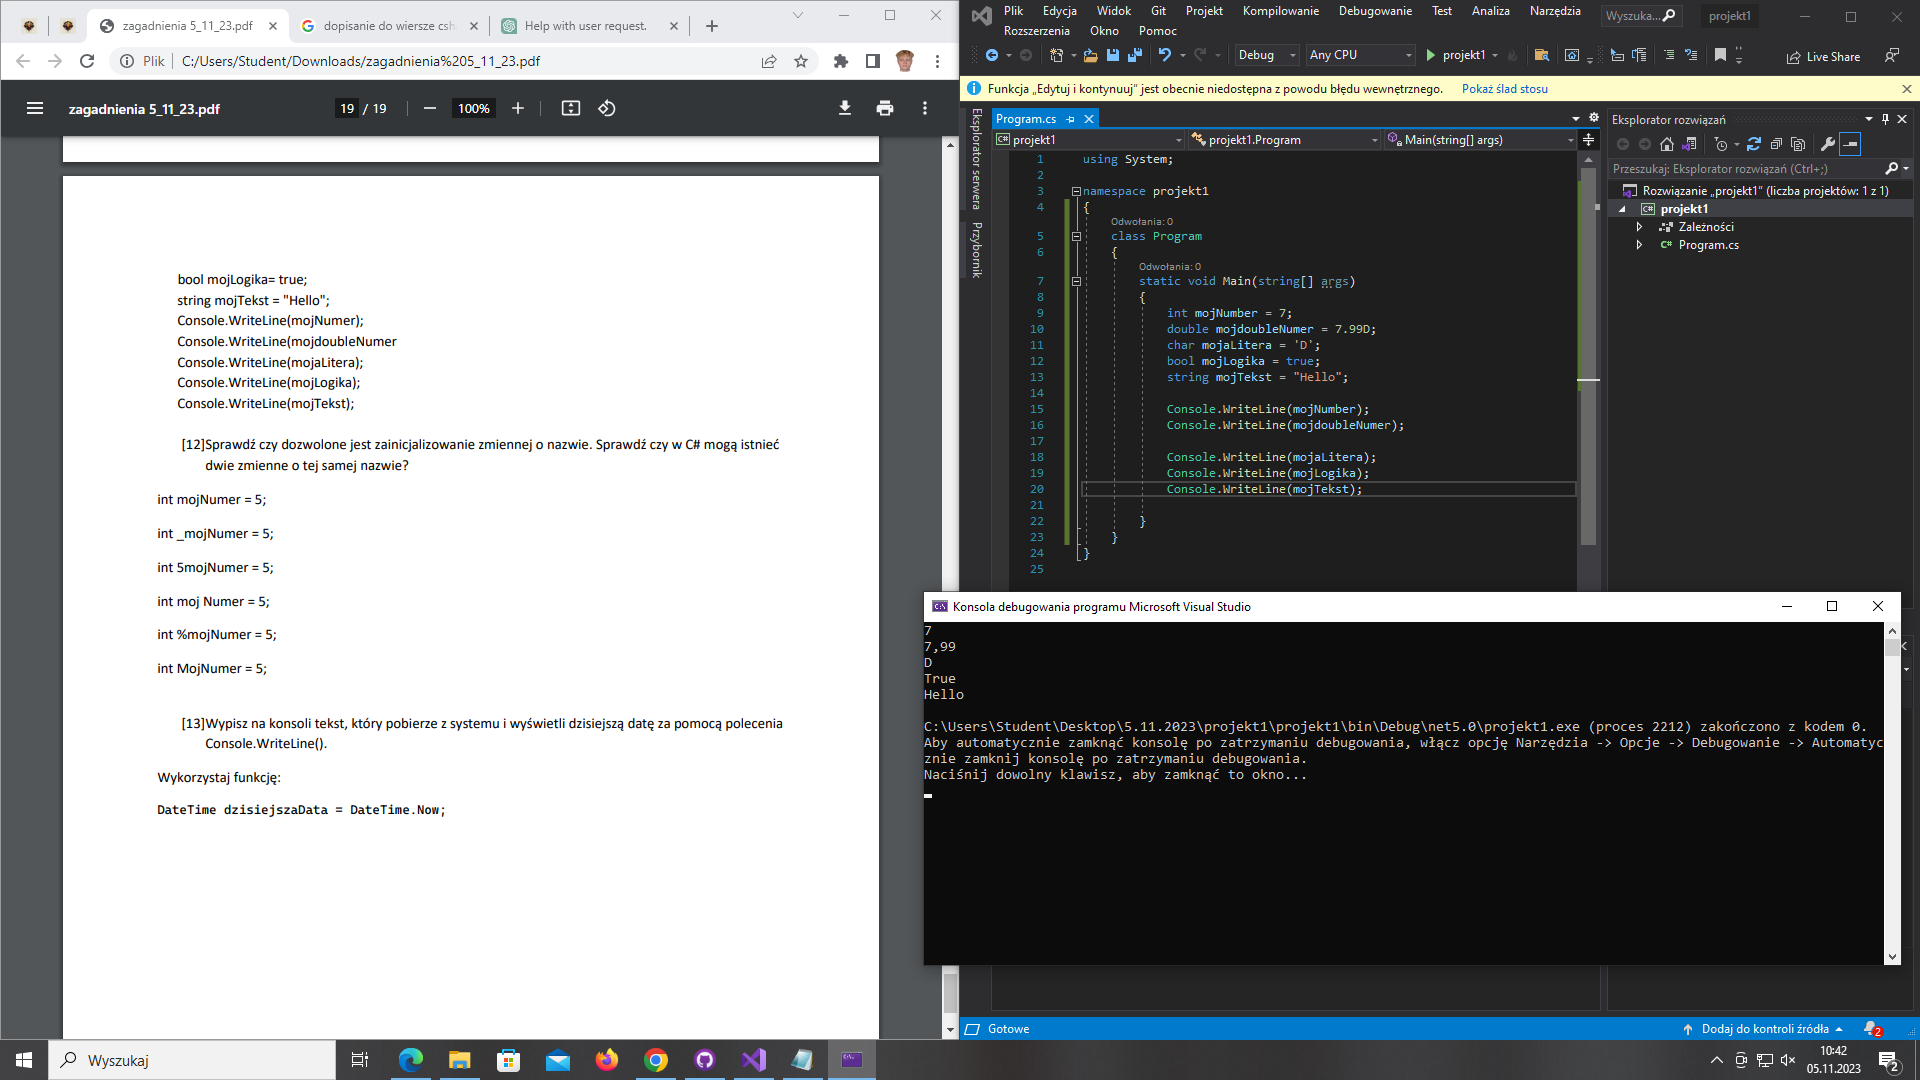 zagadnienia 5_11_23.pdf
dopisanie do wiersze csh
Help with user request.
Plik
C:/Users/Student/Downloads/zagadnienia%205_11_23.pdf
zagadnienia 5_11_23.pdf
19 / 19
100%
bool mojLogika= true;
string mojTekst = "Hello";
Console.WriteLine(mojNumer);
Console.WriteLine(mojdoubleNumer
Console.WriteLine(mojaLitera);
Console.WriteLine(mojLogika);
Console.WriteLine(mojTekst);
[12]Sprawdź czy dozwolone jest zainicjalizowanie zmiennej o nazwie. Sprawdź czy w C# mogą istnieć
dwie zmienne o tej samej nazwie?
int mojNumer = 5;
int _mojNumer = 5;
int 5mojNumer = 5;
int moj Numer = 5;
int %mojNumer = 5;
int MojNumer = 5;
[13]Wypisz na konsoli tekst, który pobierze z systemu i wyświetli dzisiejszą datę za pomocą polecenia
Console.WriteLine().
Wykorzystaj funkcję:
DateTime dzisiejszaData = DateTime.Now;
Plik Edycja Widok Git Projekt Kompilowanie Debugowanie Test Analiza Narzędzia
Rozszerzenia Okno Pomoc
Wyszuka...
projekt1
Debug
Any CPU
projekt1
Live Share
Funkcja „Edytuj i kontynuuj” jest obecnie niedostępna z powodu błędu wewnętrznego. Pokaż ślad stosu
Eksplorator serwera
Przybornik
Program.cs
projekt1
projekt1.Program
Main(string[] args)
1 using System;
2
3 namespace projekt1
4 {
Odwołania: 0
5 class Program
6 {
Odwołania: 0
7 static void Main(string[] args)
8 {
9 int mojNumber = 7;
10 double mojdoubleNumer = 7.99D;
11 char mojaLitera = 'D';
12 bool mojLogika = true;
13 string mojTekst = "Hello";
14
15 Console.WriteLine(mojNumber);
16 Console.WriteLine(mojdoubleNumer);
17
18 Console.WriteLine(mojaLitera);
19 Console.WriteLine(mojLogika);
20 Console.WriteLine(mojTekst);
21
22 }
23 }
24 }
25
Eksplorator rozwiązań
Przeszukaj: Eksplorator rozwiązań (Ctrl+;)
Rozwiązanie „projekt1” (liczba projektów: 1 z 1)
projekt1
Zależności
Program.cs
Konsola debugowania programu Microsoft Visual Studio
7
7,99
D
True
Hello
C:\Users\Student\Desktop\5.11.2023\projekt1\projekt1\bin\Debug\net5.0\projekt1.exe (proces 2212) zakończono z kodem 0.
Aby automatycznie zamknąć konsolę po zatrzymaniu debugowania, włącz opcję Narzędzia -> Opcje -> Debugowanie -> Automatyc
znie zamknij konsolę po zatrzymaniu debugowania.
Naciśnij dowolny klawisz, aby zamknąć to okno...
Gotowe
Dodaj do kontroli źródła
2
Wyszukaj
10:42
05.11.2023
2